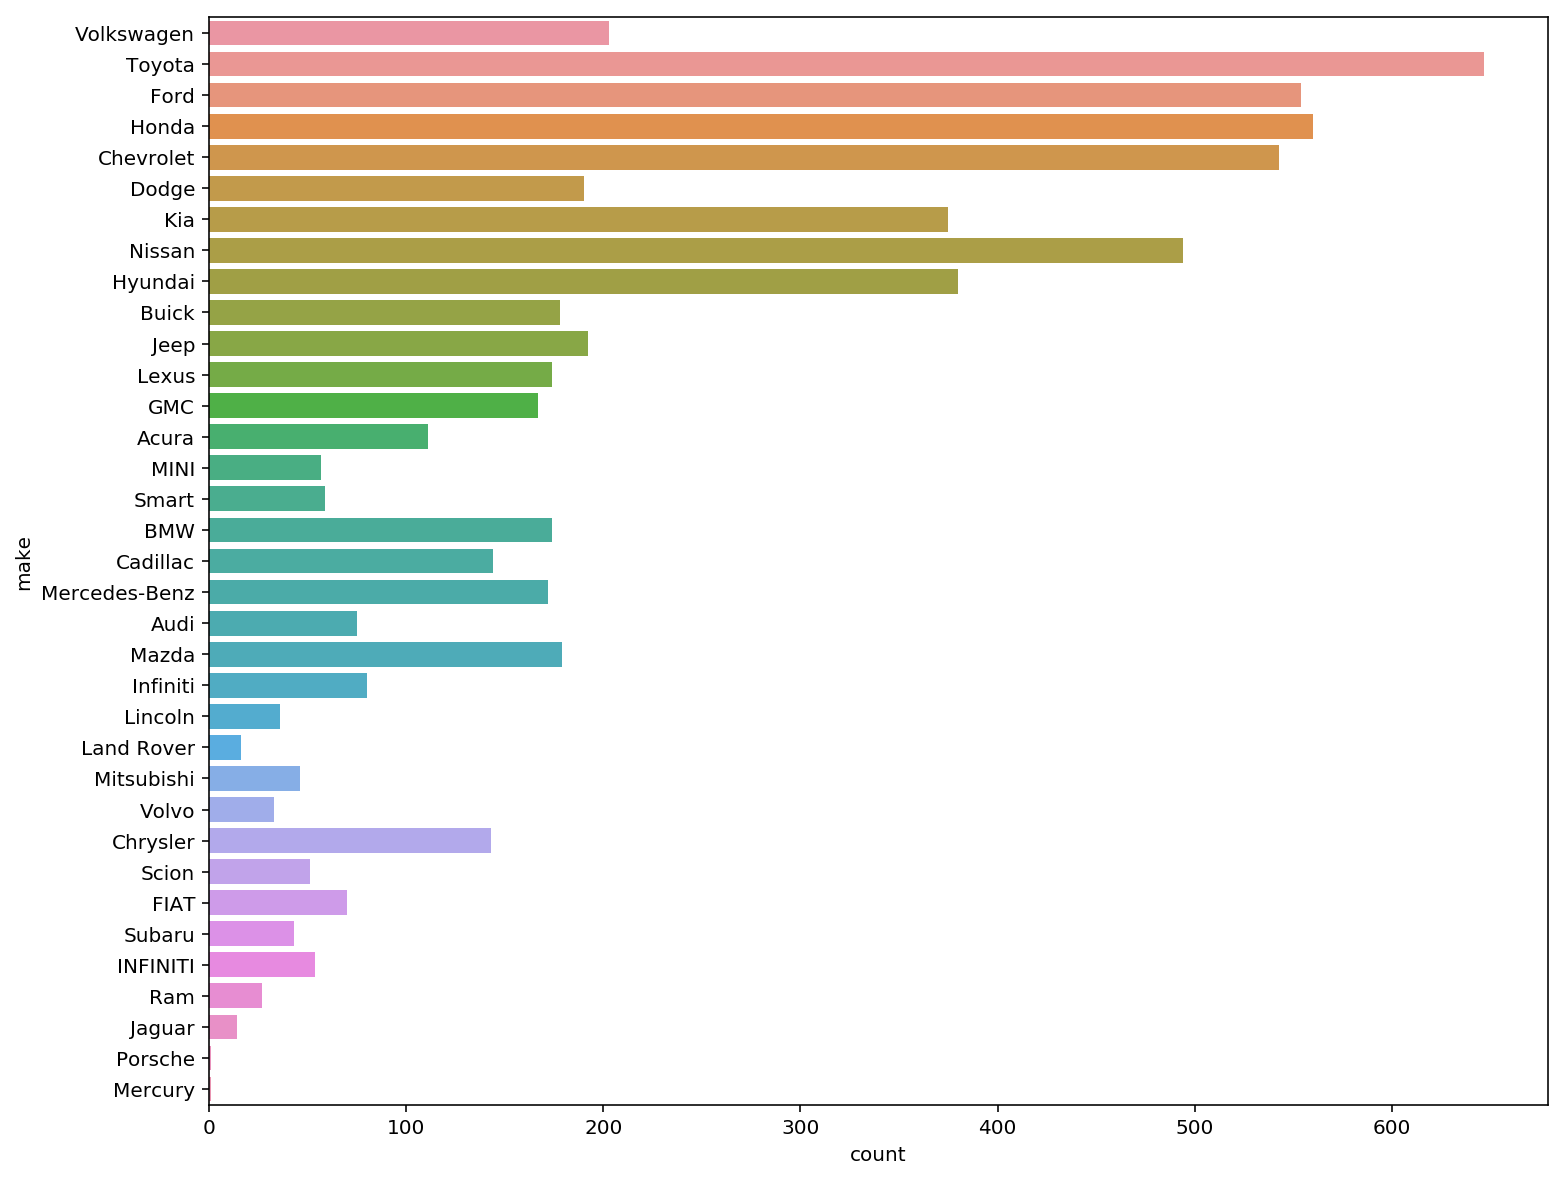 Volkswagen
Toyota
Ford
Honda
Chevrolet
Dodge
Kia
Nissan
Hyundai
Buick
Jeep
Lexus
GMC
Acura
MINI
Smart
BMW
Cadillac
Mercedes-Benz
Audi
Mazda
Infiniti
Lincoln
Land Rover
Mitsubishi
Volvo
Chrysler
Scion
FIAT
Subaru
INFINITI
Ram
Jaguar
Porsche
Mercury
make
0 100 200 300 400 500 600
count